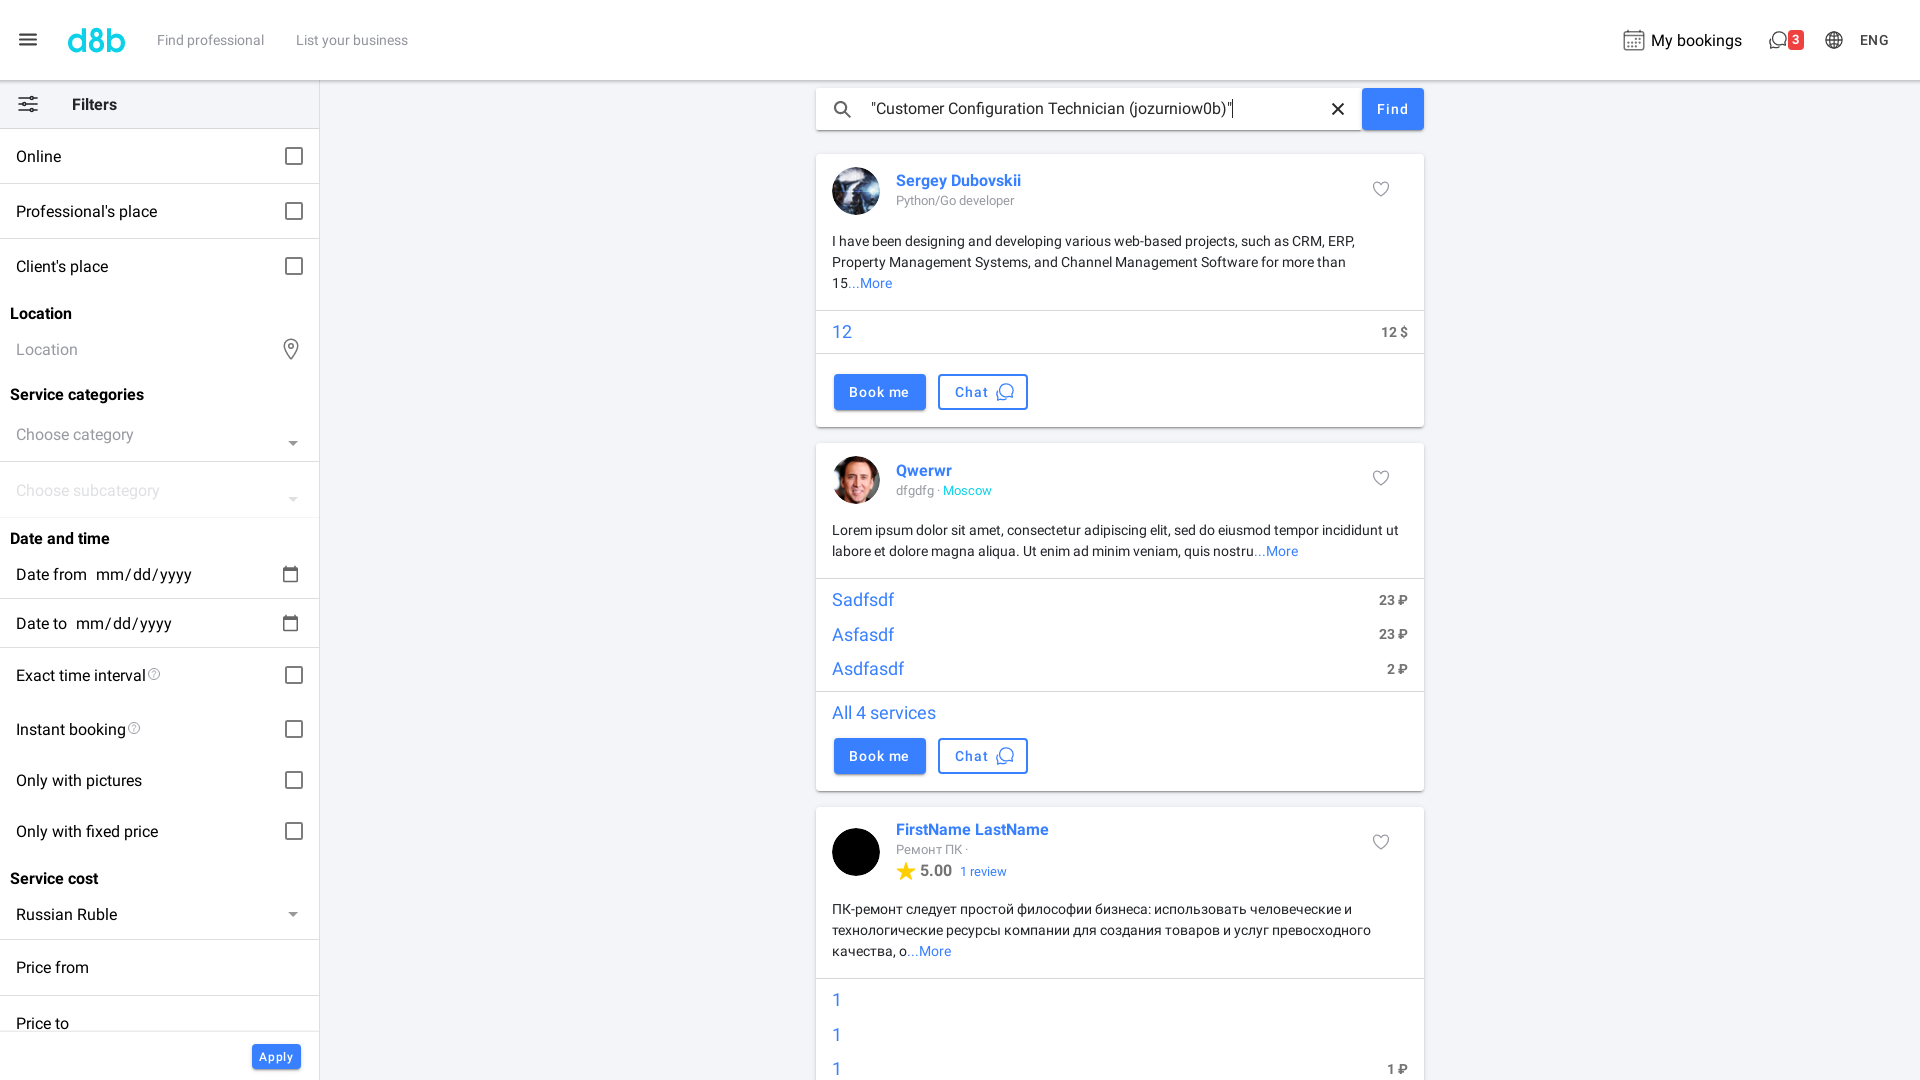 d8b
Find professional
List your business
My bookings
3
ENG
Filters
Online
Professional's place
Client's place
Location
Location
Service categories
Choose category
Choose subcategory
Date and time
Date from mm/dd/yyyy
Date to mm/dd/yyyy
Exact time interval
Instant booking
Only with pictures
Only with fixed price
Service cost
Russian Ruble
Price from
Price to
Apply
"Customer Configuration Technician (jozurniow0b)"
Find
Sergey Dubovskii
Python/Go developer
I have been designing and developing various web-based projects, such as CRM, ERP,
Property Management Systems, and Channel Management Software for more than
15...More
12 12 $
Book me
Chat
Qwerwr
dfgdfg · Moscow
Lorem ipsum dolor sit amet, consectetur adipiscing elit, sed do eiusmod tempor incididunt ut
labore et dolore magna aliqua. Ut enim ad minim veniam, quis nostru...More
Sadfsdf 23 ₽
Asfasdf 23 ₽
Asdfasdf 2 ₽
All 4 services
Book me
Chat
FirstName LastName
Ремонт ПК ·
5.00 1 review
ПК-ремонт следует простой философии бизнеса: использовать человеческие и
технологические ресурсы компании для создания товаров и услуг превосходного
качества, о...More
1
1
1 1 ₽